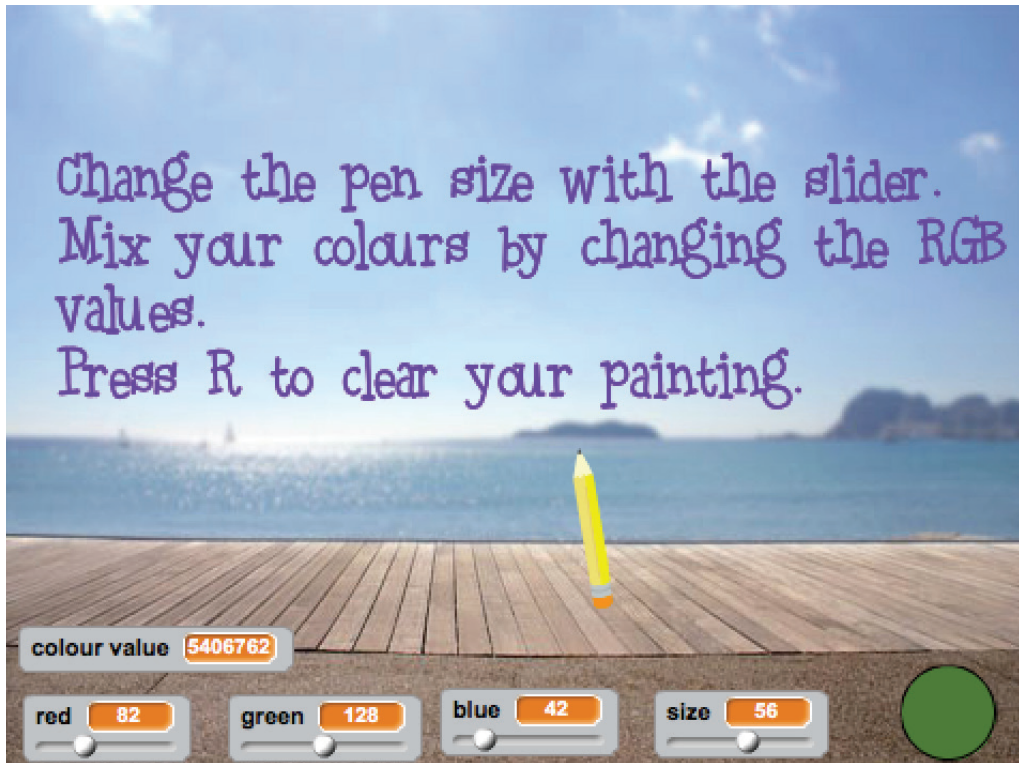 Change the pen size with the slider.
Mix your colours by changing the RGB
values.
Press R to clear your painting.
colour value 5406762
red 82 green 128 blue 42 size 56